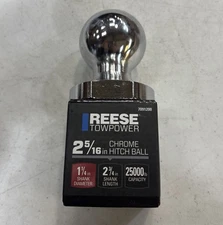 REESE
TOWPOWER
2 5/16 in CHROME HITCH BALL
1 1/4 in 2 3/4 in 25000 lb
SHANK DIAMETER SHANK LENGTH CAPACITY